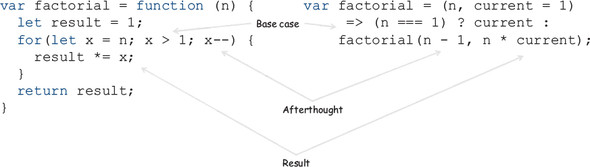 var factorial = function (n) {
  let result = 1;
  for(let x = n; x > 1; x--) {
    result *= x;
  }
  return result;
}
Base case
var factorial = (n, current = 1)
  => (n === 1) ? current :
  factorial(n - 1, n * current);
Afterthought
Result